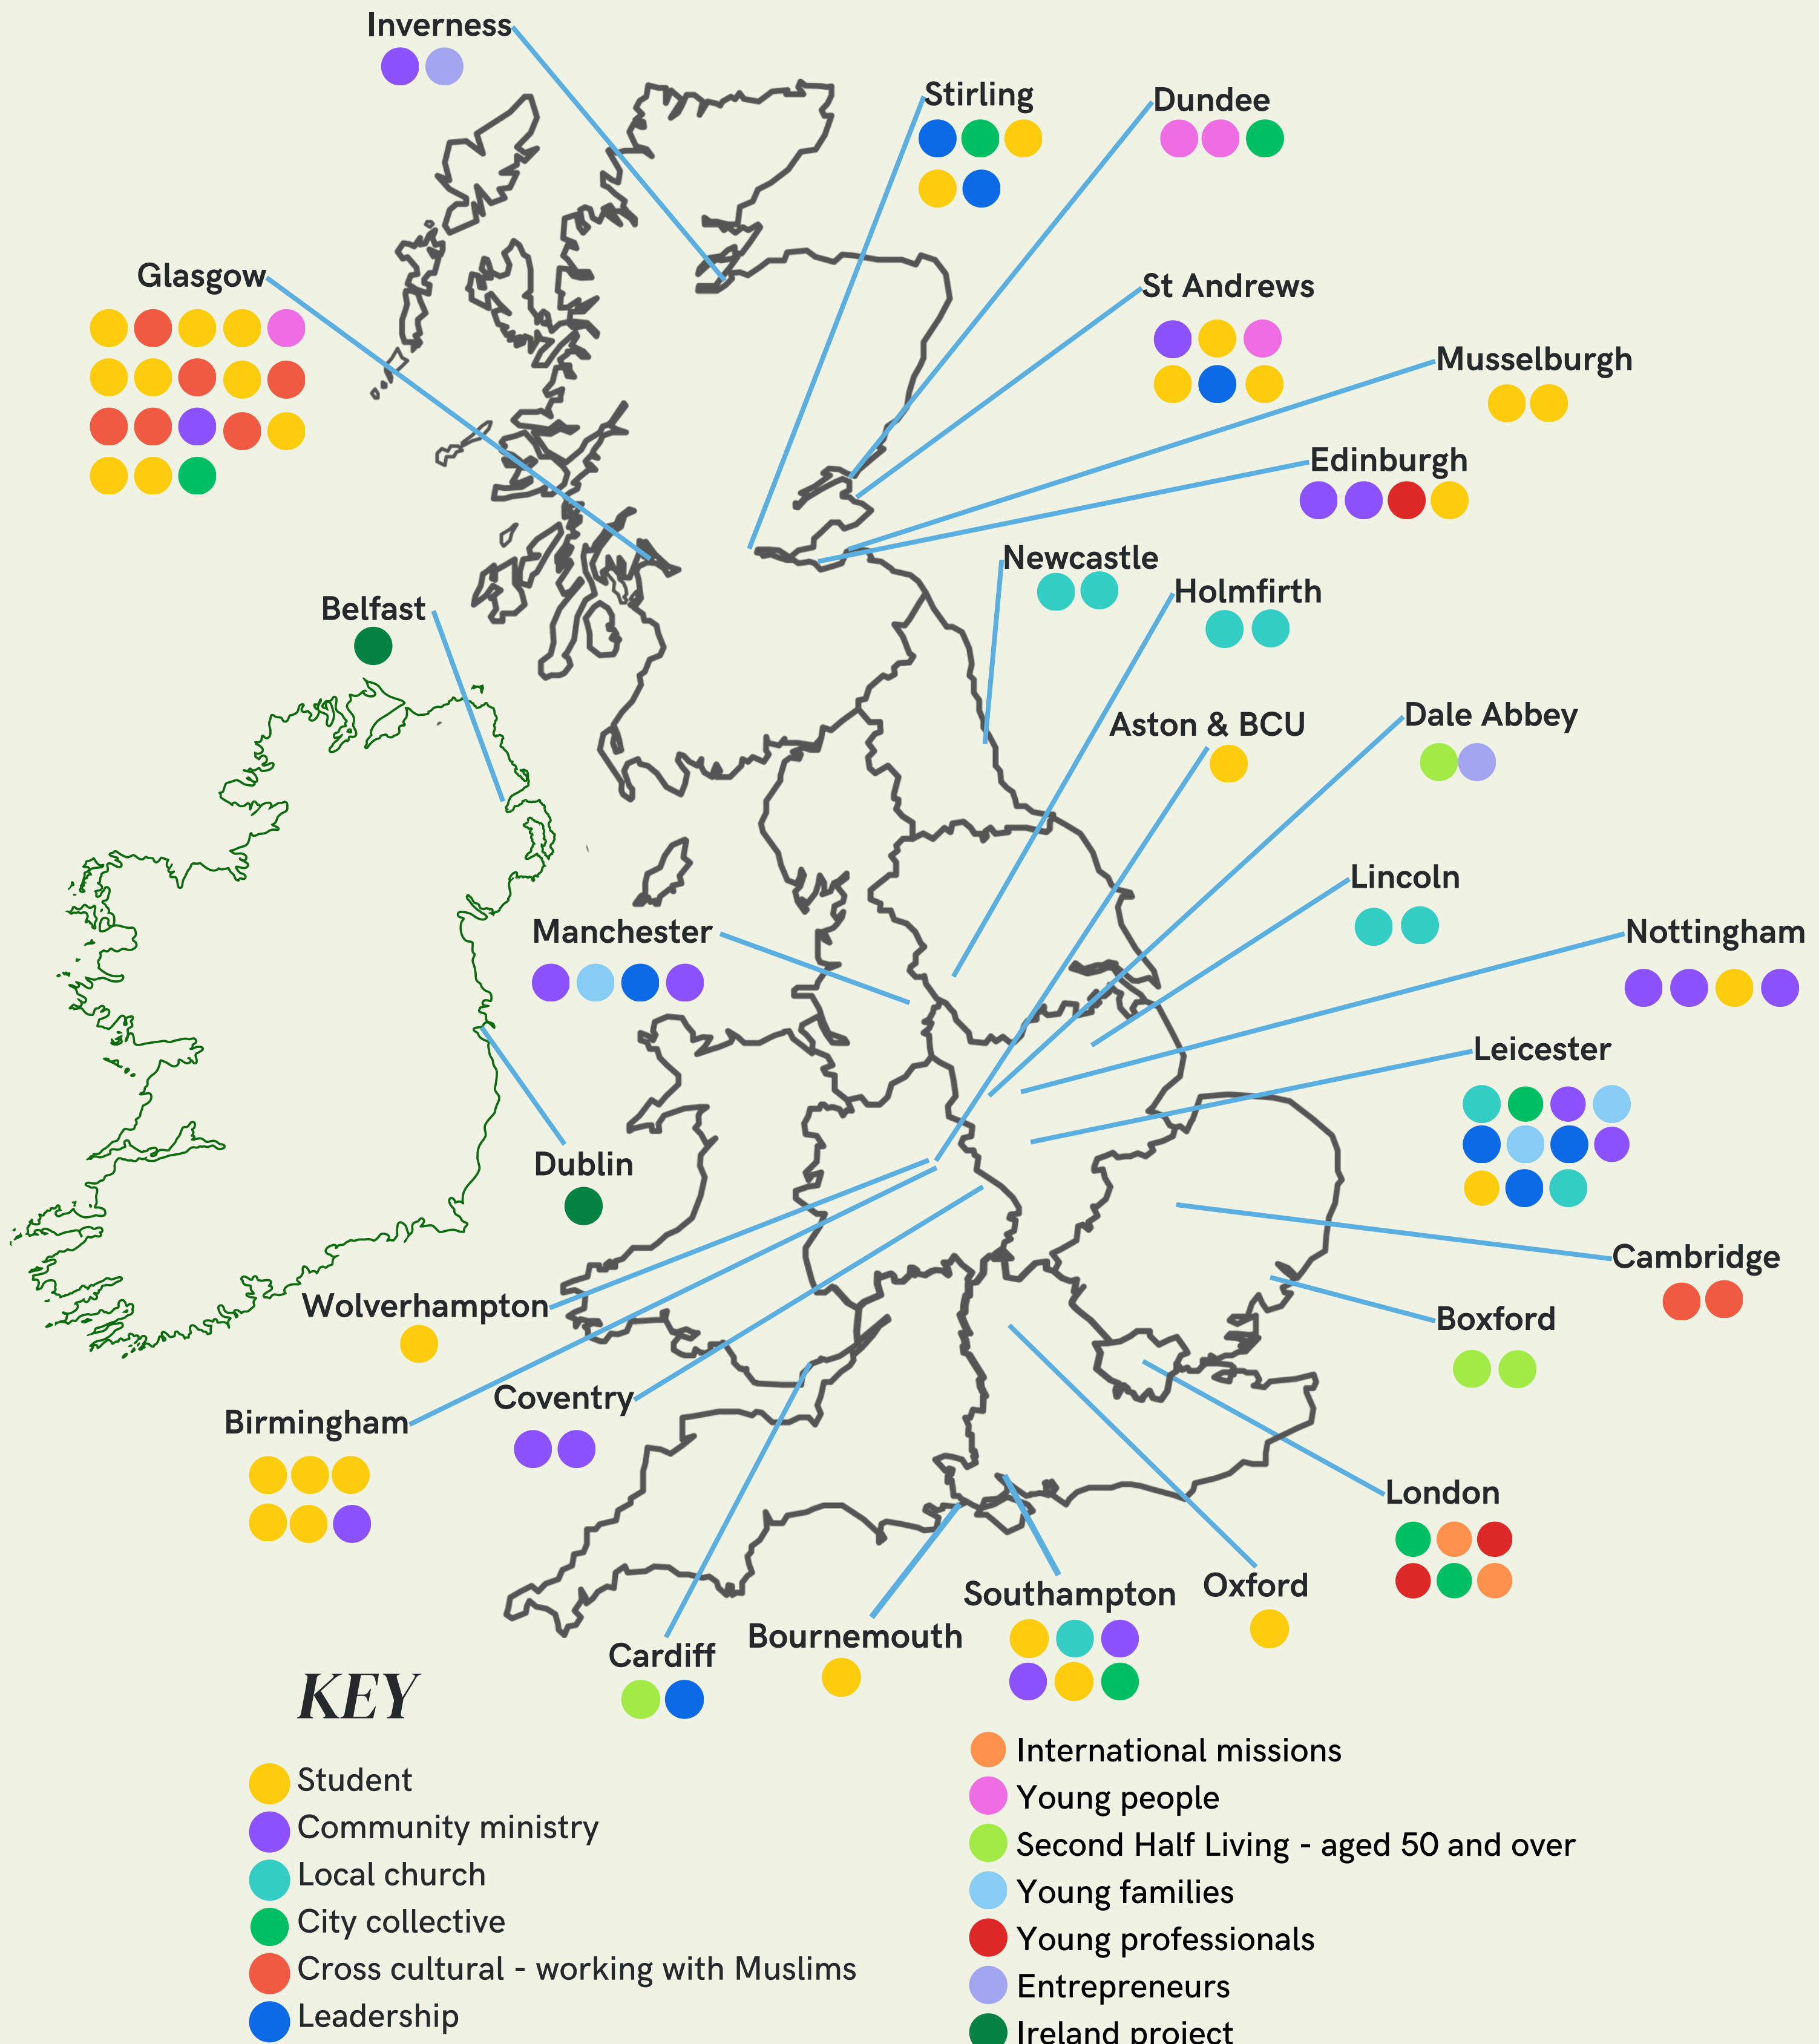 Inverness
Stirling
Dundee
Glasgow
St Andrews
Musselburgh
Edinburgh
Newcastle
Holmfirth
Belfast
Aston & BCU
Dale Abbey
Lincoln
Manchester
Nottingham
Leicester
Dublin
Cambridge
Wolverhampton
Boxford
Coventry
Birmingham
London
Southampton
Oxford
Bournemouth
Cardiff
KEY
Student
Community ministry
Local church
City collective
Cross cultural - working with Muslims
Leadership
International missions
Young people
Second Half Living - aged 50 and over
Young families
Young professionals
Entrepreneurs
Ireland project